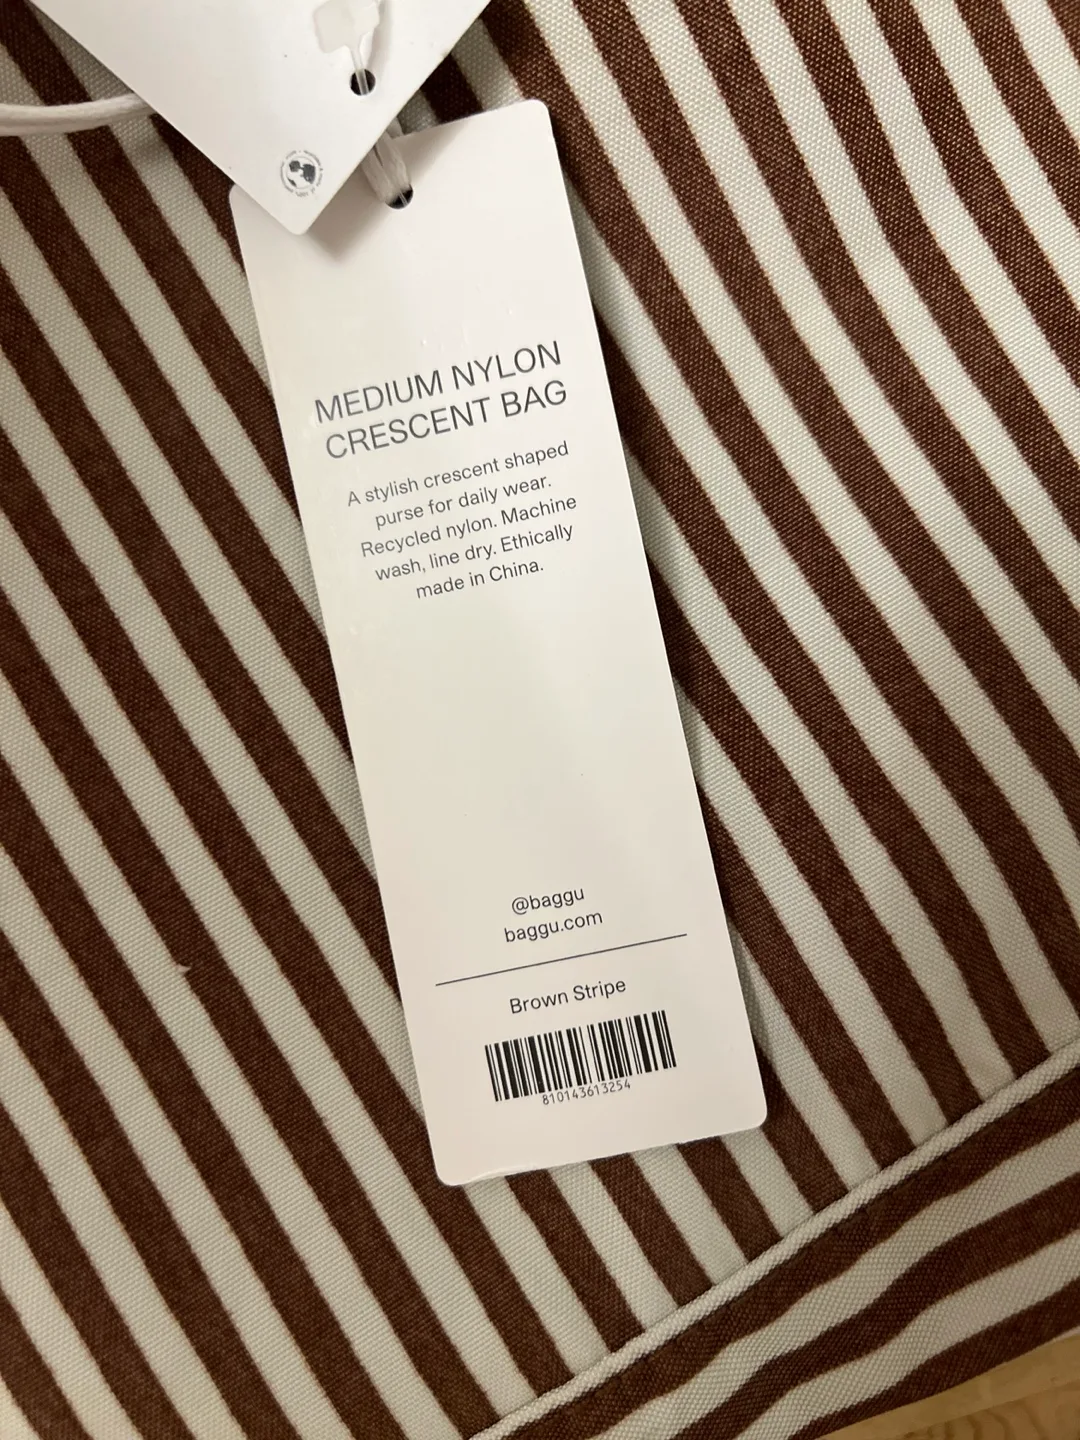 MEDIUM NYLON
CRESCENT BAG
A stylish crescent shaped
purse for daily wear.
Recycled nylon. Machine
wash, line dry. Ethically
made in China.
@baggu
baggu.com
Brown Stripe
810143613254